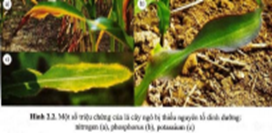 b)
c)
Hình 2.2. Một số triệu chứng của lá cây ngô bị thiếu nguyên tố dinh dưỡng:
nitrogen (a), phosphorus (b), potassium (c)